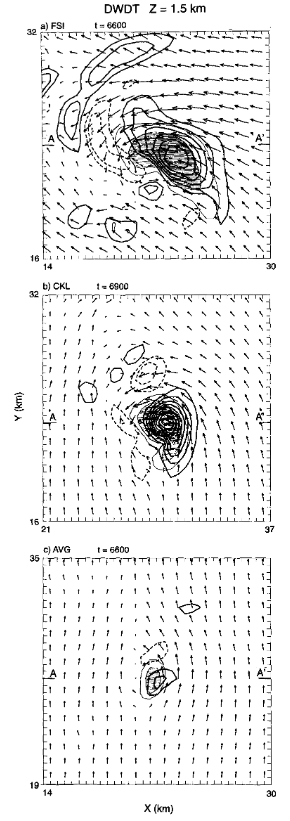 DWDT Z = 1.5 km
a) FSI t = 6600
32
A A'
16
14 30
b) CKL t = 6900
32
Y (km)
A A'
16
21 37
c) AVG t = 6600
35
A A'
19
14 30
X (km)